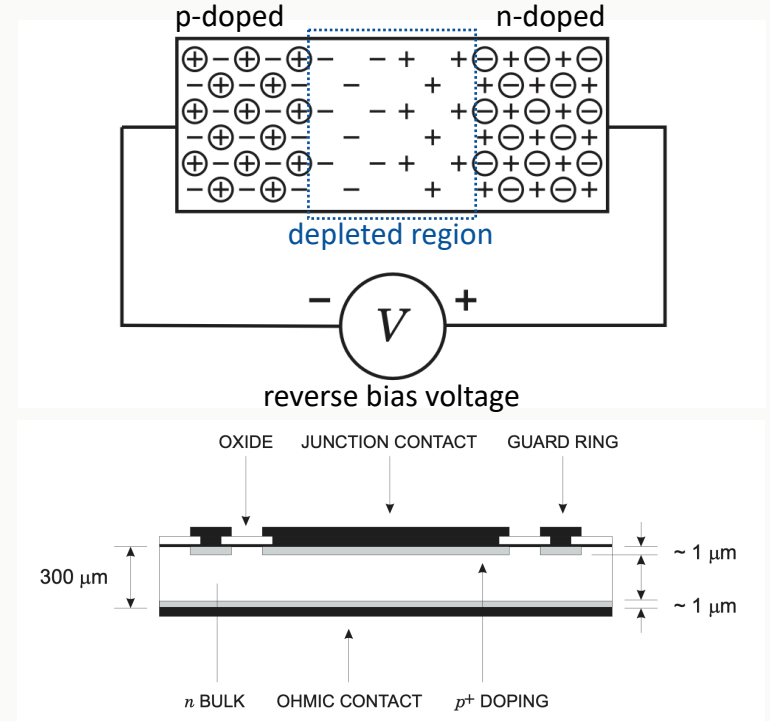 p-doped n-doped
depleted region
− V +
reverse bias voltage
OXIDE JUNCTION CONTACT GUARD RING
300 μm
~ 1 μm
~ 1 μm
n BULK OHMIC CONTACT p⁺ DOPING